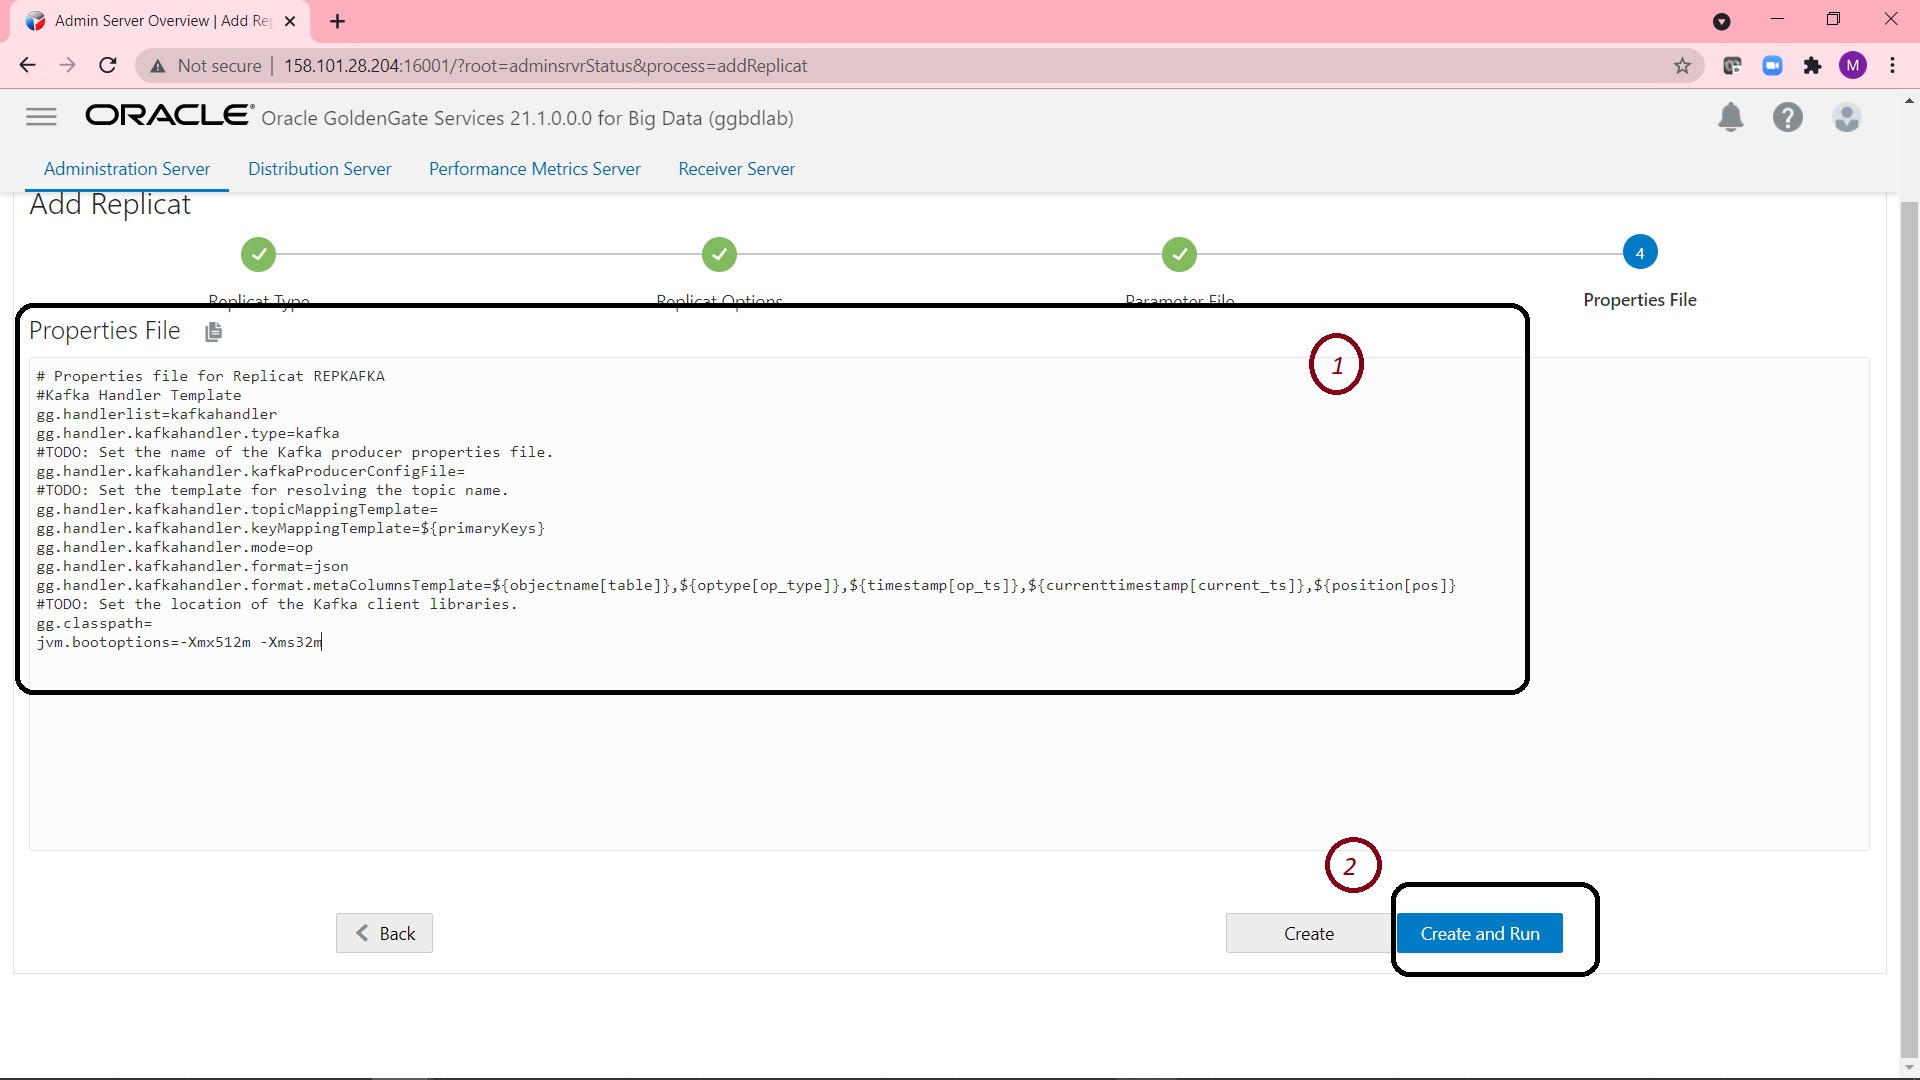 Admin Server Overview | Add Rep
Not secure | 158.101.28.204:16001/?root=adminsrvrStatus&process=addReplicat
M
ORACLE® Oracle GoldenGate Services 21.1.0.0.0 for Big Data (ggbdlab)
Administration Server Distribution Server Performance Metrics Server Receiver Server
Add Replicat
4
Replicat Type Replicat Options Parameter File Properties File
Properties File
1
# Properties file for Replicat REPKAFKA
#Kafka Handler Template
gg.handlerlist=kafkahandler
gg.handler.kafkahandler.type=kafka
#TODO: Set the name of the Kafka producer properties file.
gg.handler.kafkahandler.kafkaProducerConfigFile=
#TODO: Set the template for resolving the topic name.
gg.handler.kafkahandler.topicMappingTemplate=
gg.handler.kafkahandler.keyMappingTemplate=${primaryKeys}
gg.handler.kafkahandler.mode=op
gg.handler.kafkahandler.format=json
gg.handler.kafkahandler.format.metaColumnsTemplate=${objectname[table]},${optype[op_type]},${timestamp[op_ts]},${currenttimestamp[current_ts]},${position[pos]}
#TODO: Set the location of the Kafka client libraries.
gg.classpath=
jvm.bootoptions=-Xmx512m -Xms32m
2
Back Create Create and Run